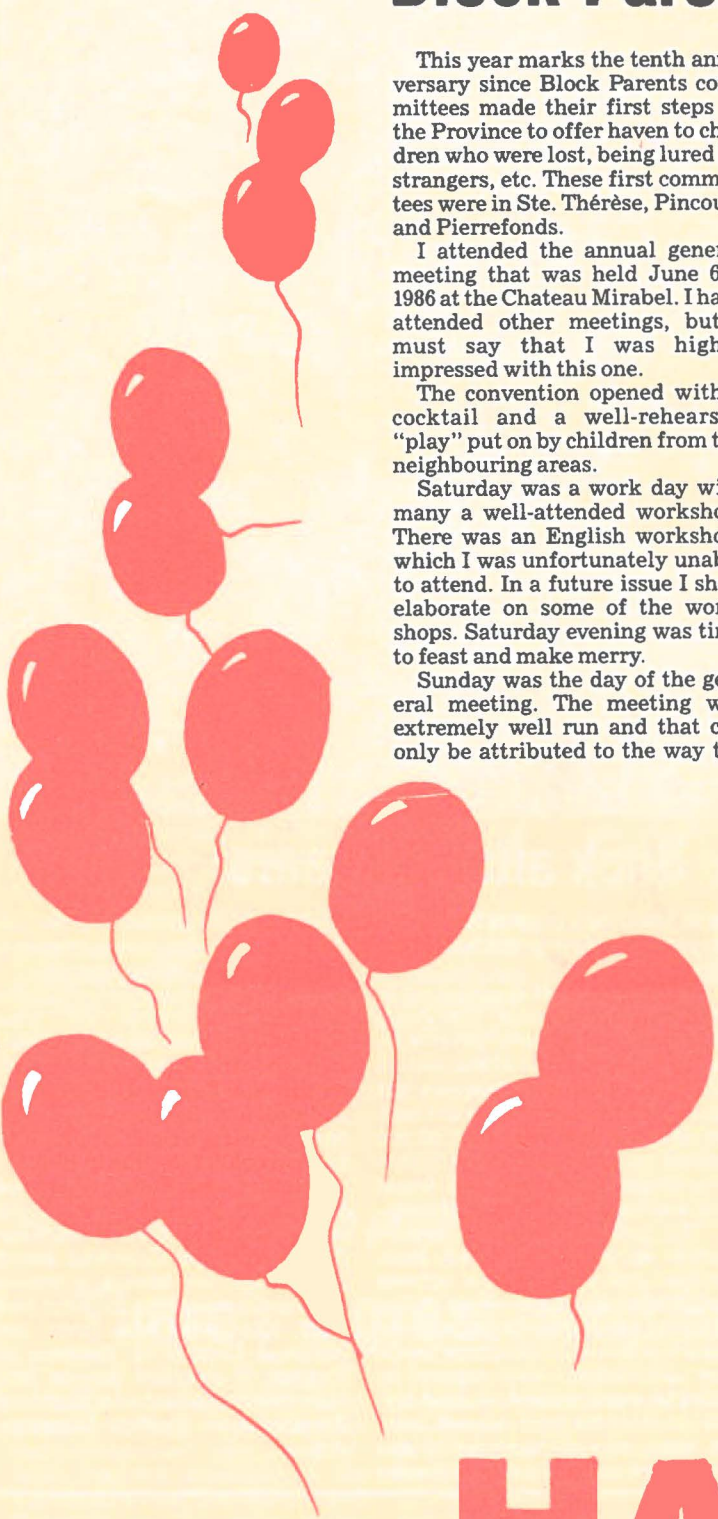 This year marks the tenth an
versary since Block Parents co
mittees made their first steps
the Province to offer haven to ch
dren who were lost, being lured
strangers, etc. These first comm
tees were in Ste. Thérèse, Pincou
and Pierrefonds.
I attended the annual gener
meeting that was held June 6
1986 at the Chateau Mirabel. I ha
attended other meetings, but
must say that I was high
impressed with this one.
The convention opened with
cocktail and a well-rehears
“play” put on by children from t
neighbouring areas.
Saturday was a work day wi
many a well-attended worksho
There was an English worksho
which I was unfortunately unab
to attend. In a future issue I sh
elaborate on some of the wor
shops. Saturday evening was tim
to feast and make merry.
Sunday was the day of the ge
eral meeting. The meeting w
extremely well run and that c
only be attributed to the way t
HA